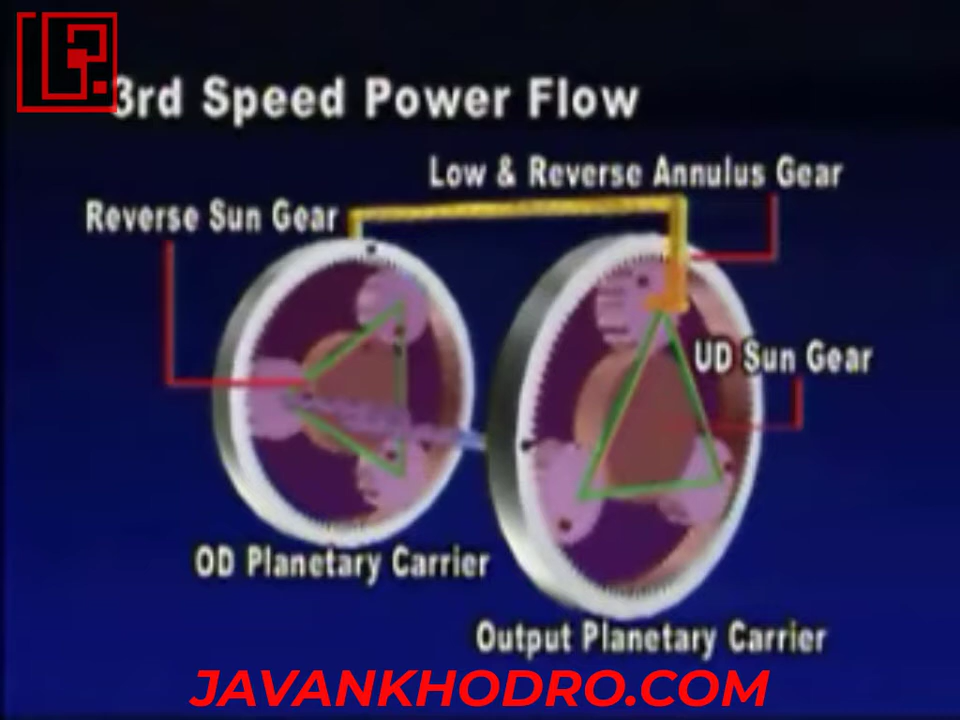 3rd Speed Power Flow
Low & Reverse Annulus Gear
Reverse Sun Gear
UD Sun Gear
OD Planetary Carrier
Output Planetary Carrier
JAVANKHODRO.COM